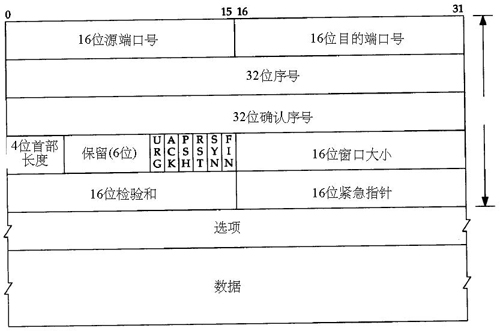 0 15 16 31
16位源端口号 16位目的端口号
32位序号
32位确认序号
4位首部长度 保留(6位) URG ACK PSH RST SYN FIN 16位窗口大小
16位检验和 16位紧急指针
选项
数据